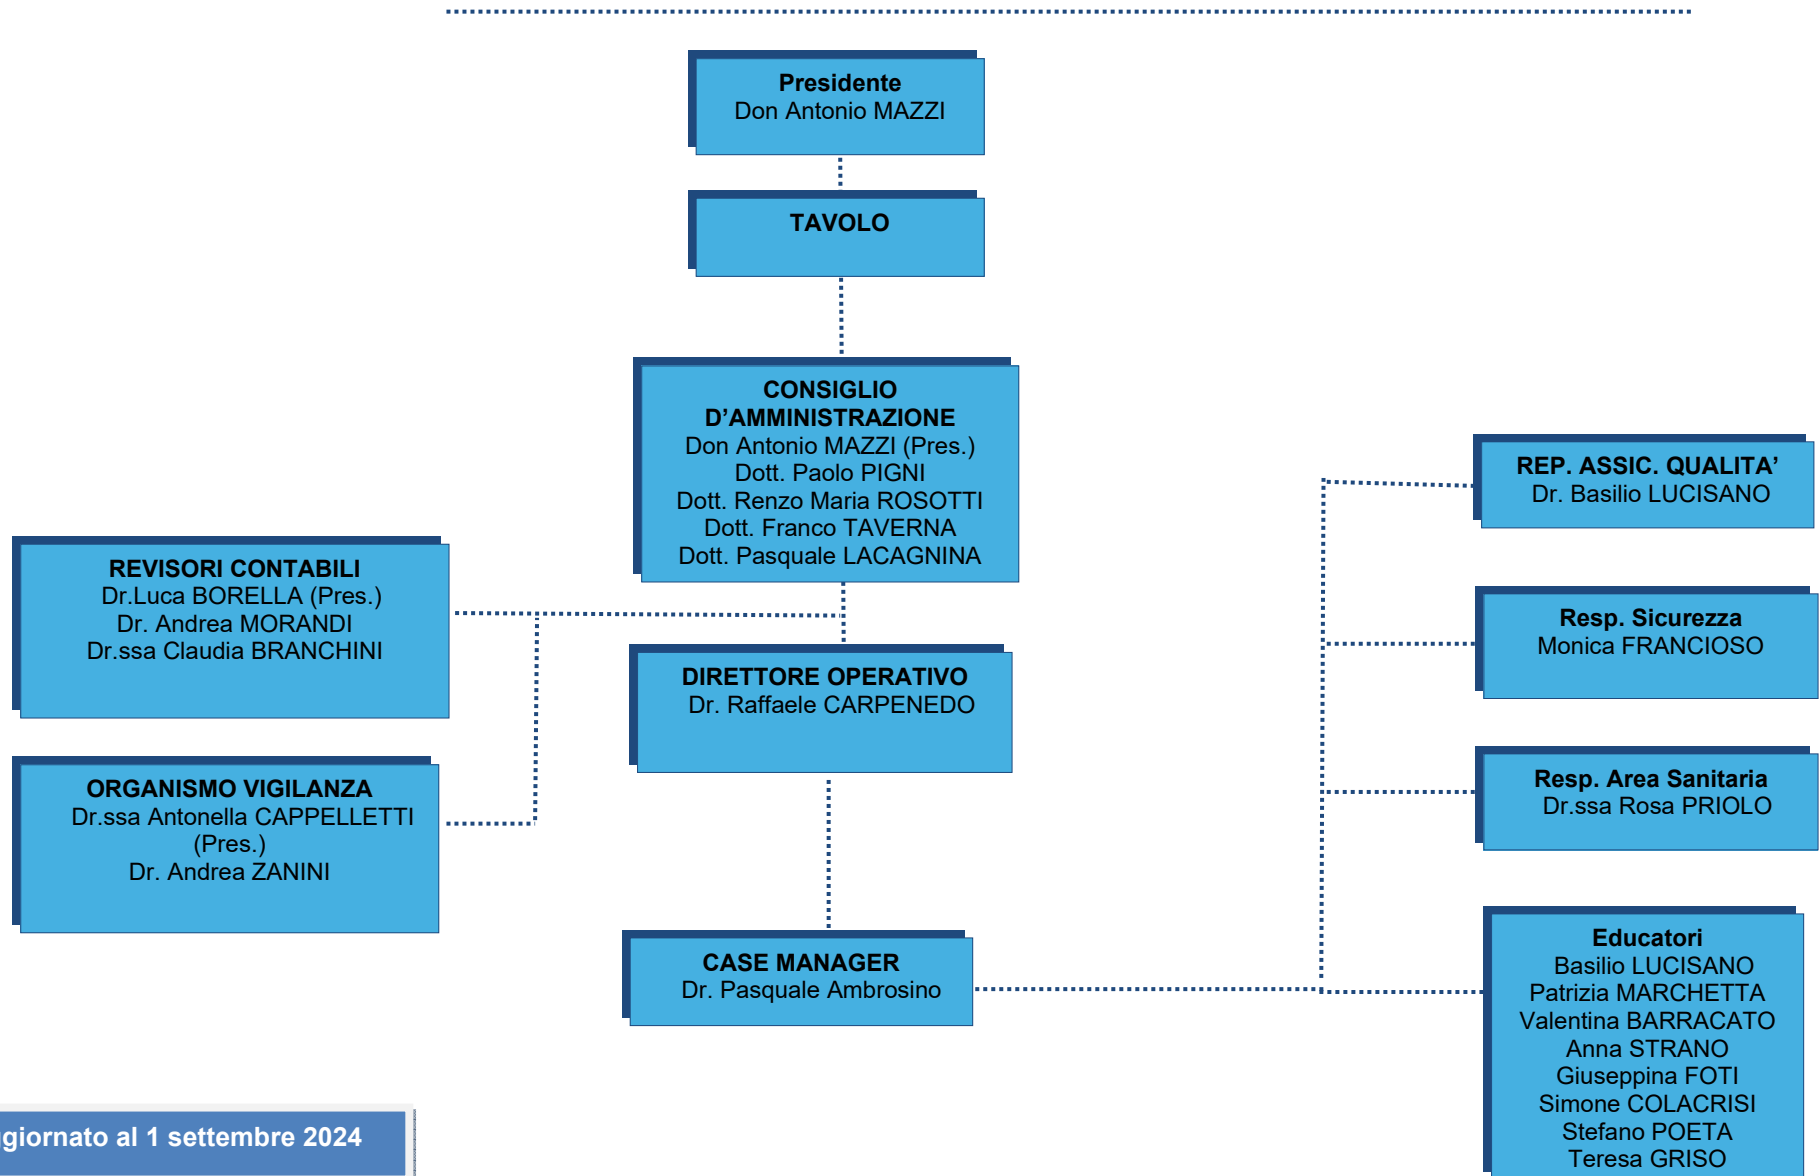 Presidente
Don Antonio MAZZI
TAVOLO
CONSIGLIO
D’AMMINISTRAZIONE
Don Antonio MAZZI (Pres.)
Dott. Paolo PIGNI
Dott. Renzo Maria ROSOTTI
Dott. Franco TAVERNA
Dott. Pasquale LACAGNINA
REVISORI CONTABILI
Dr.Luca BORELLA (Pres.)
Dr. Andrea MORANDI
Dr.ssa Claudia BRANCHINI
ORGANISMO VIGILANZA
Dr.ssa Antonella CAPPELLETTI
(Pres.)
Dr. Andrea ZANINI
DIRETTORE OPERATIVO
Dr. Raffaele CARPENEDO
CASE MANAGER
Dr. Pasquale Ambrosino
REP. ASSIC. QUALITA’
Dr. Basilio LUCISANO
Resp. Sicurezza
Monica FRANCIOSO
Resp. Area Sanitaria
Dr.ssa Rosa PRIOLO
Educatori
Basilio LUCISANO
Patrizia MARCHETTA
Valentina BARRACATO
Anna STRANO
Giuseppina FOTI
Simone COLACRISI
Stefano POETA
Teresa GRISO
giornato al 1 settembre 2024